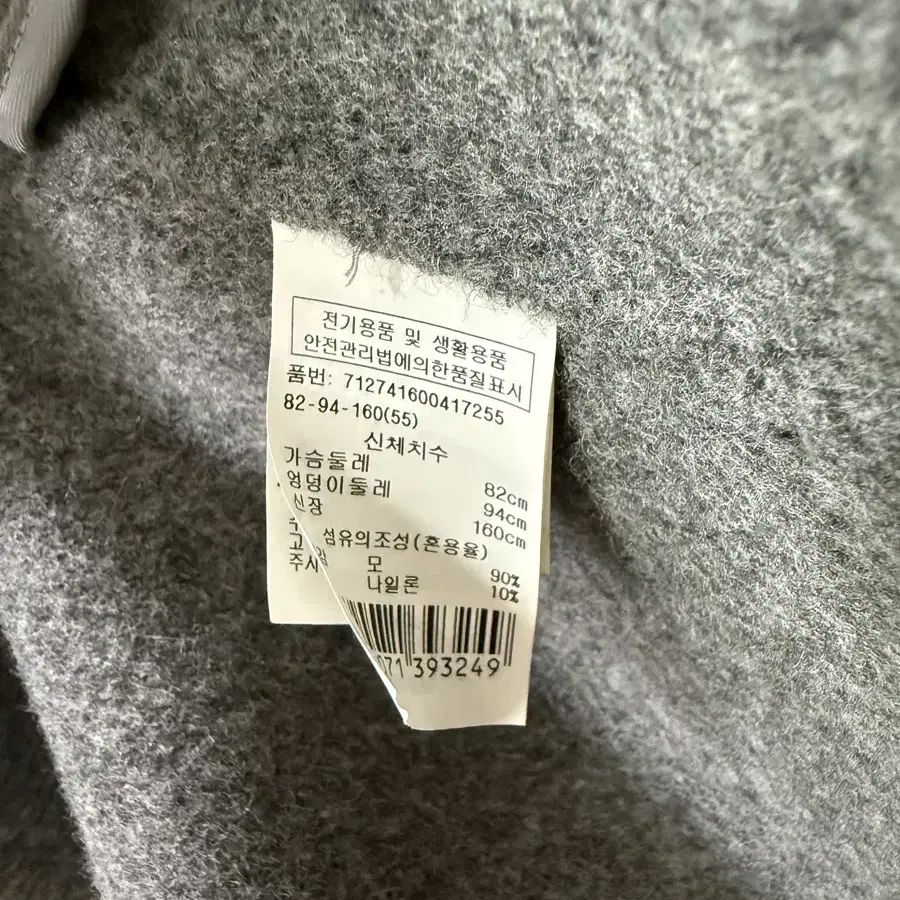 전기용품 및 생활용품
안전관리법에의한품질표시
품번: 712741600417255
82-94-160(55)
신체치수
가슴둘레 82cm
엉덩이둘레 94cm
신장 160cm
섬유의조성(혼용율)
모 90%
나일론 10%
071 393249